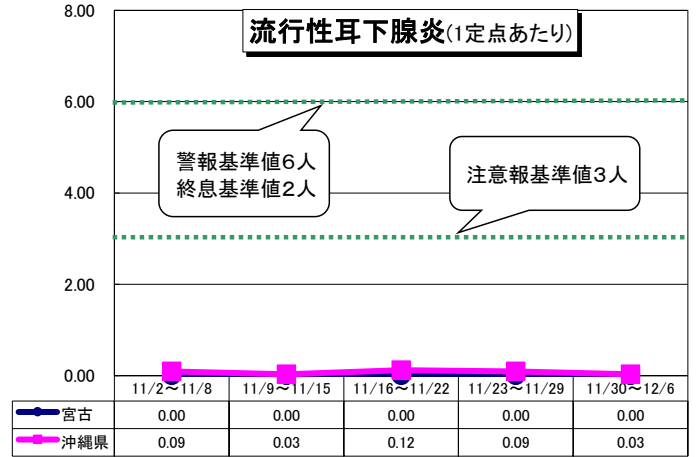 流行性耳下腺炎(1定点あたり)
8.00
6.00
警報基準値6人
終息基準値2人
注意報基準値3人
4.00
2.00
0.00
11/2～11/8 11/9～11/15 11/16～11/22 11/23～11/29 11/30～12/6
宮古 0.00 0.00 0.00 0.00 0.00
沖縄県 0.09 0.03 0.12 0.09 0.03